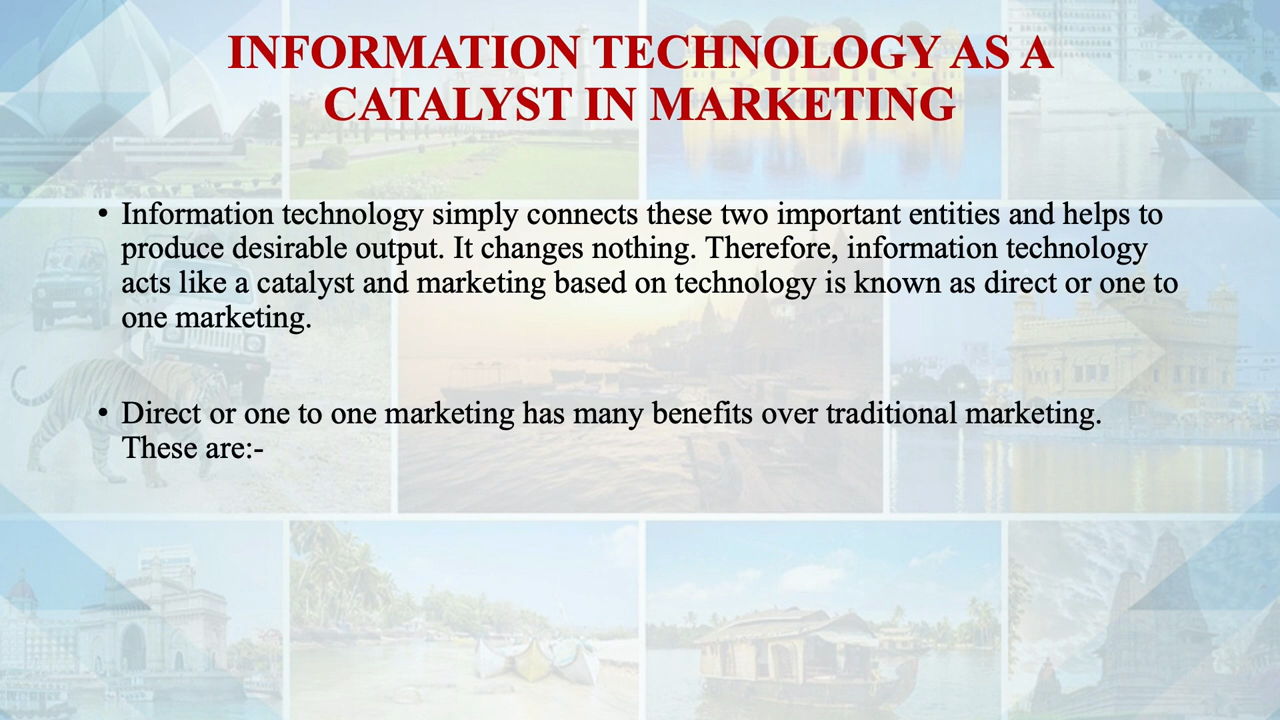 INFORMATION TECHNOLOGY AS A
CATALYST IN MARKETING
• Information technology simply connects these two important entities and helps to
produce desirable output. It changes nothing. Therefore, information technology
acts like a catalyst and marketing based on technology is known as direct or one to
one marketing.
• Direct or one to one marketing has many benefits over traditional marketing.
These are:-